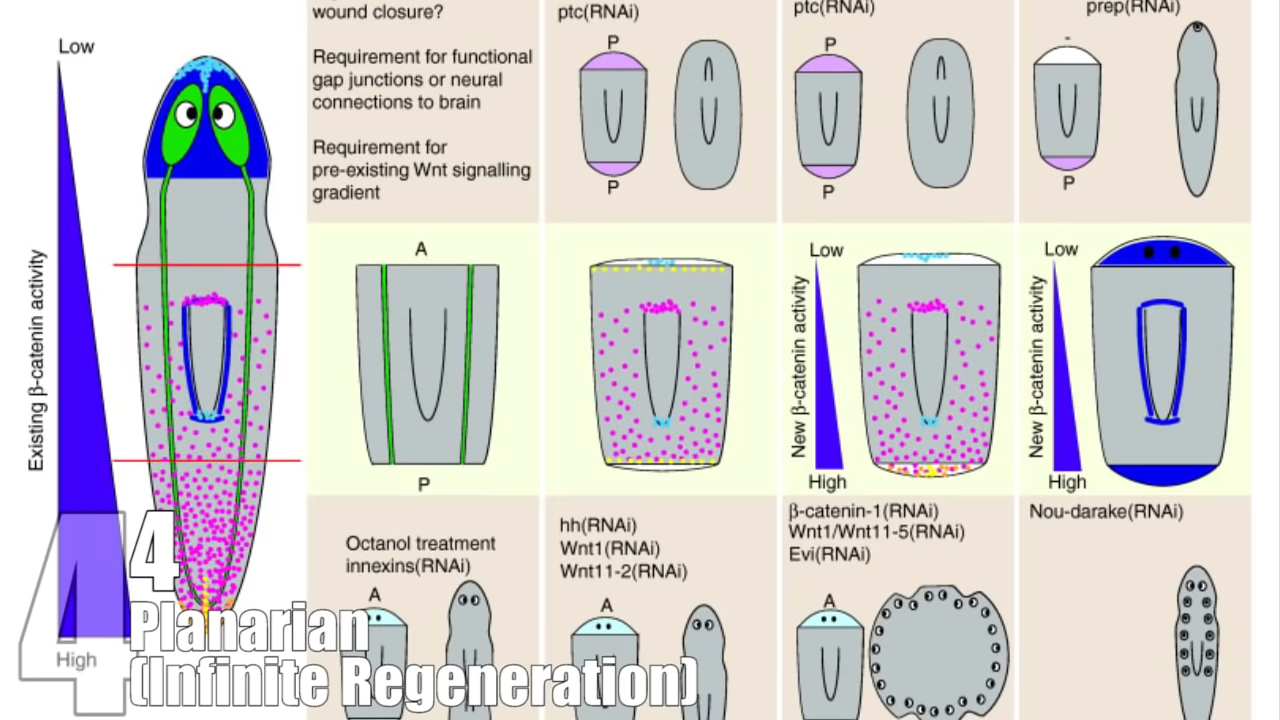 Low
Existing β-catenin activity
High
wound closure?
Requirement for functional
gap junctions or neural
connections to brain
Requirement for
pre-existing Wnt signalling
gradient
ptc(RNAi)
P
P
ptc(RNAi)
P
P
prep(RNAi)
-
P
A
P
Low
New β-catenin activity
High
Low
New β-catenin activity
High
Octanol treatment
innexins(RNAi)
A
hh(RNAi)
Wnt1(RNAi)
Wnt11-2(RNAi)
A
β-catenin-1(RNAi)
Wnt1/Wnt11-5(RNAi)
Evi(RNAi)
A
Nou-darake(RNAi)
4
4
Planarian
(Infinite Regeneration)